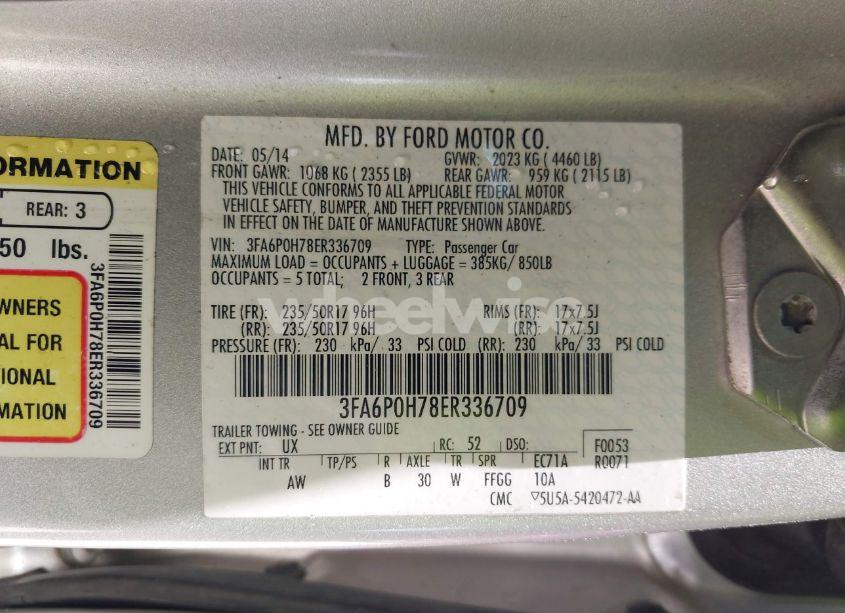 ORMATION
REAR: 3
50 lbs.
WNERS
AL FOR
IONAL
RMATION
3FA6P0H78ER336709
MFD. BY FORD MOTOR CO.
DATE: 05/14 GVWR: 2023 KG ( 4460 LB)
FRONT GAWR: 1068 KG ( 2355 LB) REAR GAWR: 959 KG ( 2115 LB)
THIS VEHICLE CONFORMS TO ALL APPLICABLE FEDERAL MOTOR
VEHICLE SAFETY, BUMPER, AND THEFT PREVENTION STANDARDS
IN EFFECT ON THE DATE OF MANUFACTURE SHOWN ABOVE.
VIN: 3FA6P0H78ER336709 TYPE: Passenger Car
MAXIMUM LOAD = OCCUPANTS + LUGGAGE = 385KG/ 850LB
OCCUPANTS = 5 TOTAL; 2 FRONT, 3 REAR
wheelwise
TIRE (FR): 235/50R17 96H RIMS (FR): 17x7.5J
(RR): 235/50R17 96H (RR): 17x7.5J
PRESSURE (FR): 230 kPa/ 33 PSI COLD (RR): 230 kPa/ 33 PSI COLD
3FA6P0H78ER336709
TRAILER TOWING - SEE OWNER GUIDE
EXT PNT: UX RC: 52 DSO: F0053
R0071
INT TR TP/PS R AXLE TR SPR EC71A
AW B 30 W FFGG 10A
CMC ▽5U5A-5420472-AA